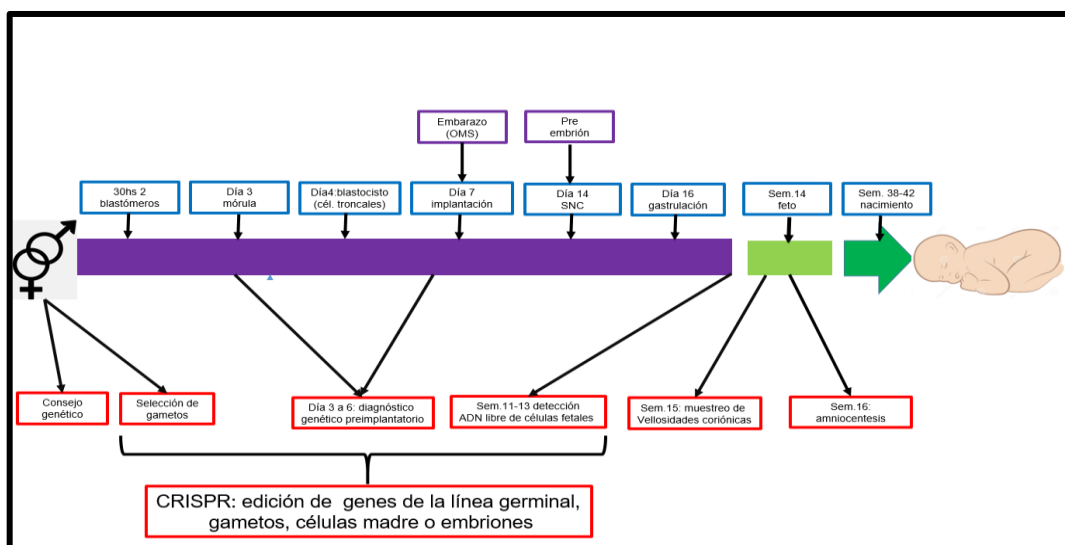 Embarazo
(OMS)
Pre
embrión
30hs 2
blastómeros
Día 3
mórula
Día4:blastocisto
(cél. troncales)
Día 7
implantación
Día 14
SNC
Día 16
gastrulación
Sem.14
feto
Sem. 38-42
nacimiento
Consejo
genético
Selección de
gametos
Día 3 a 6: diagnóstico
genético preimplantatorio
Sem.11-13 detección
ADN libre de células fetales
Sem.15: muestreo de
Vellosidades coriónicas
Sem.16:
amniocentesis
CRISPR: edición de genes de la línea germinal,
gametos, células madre o embriones